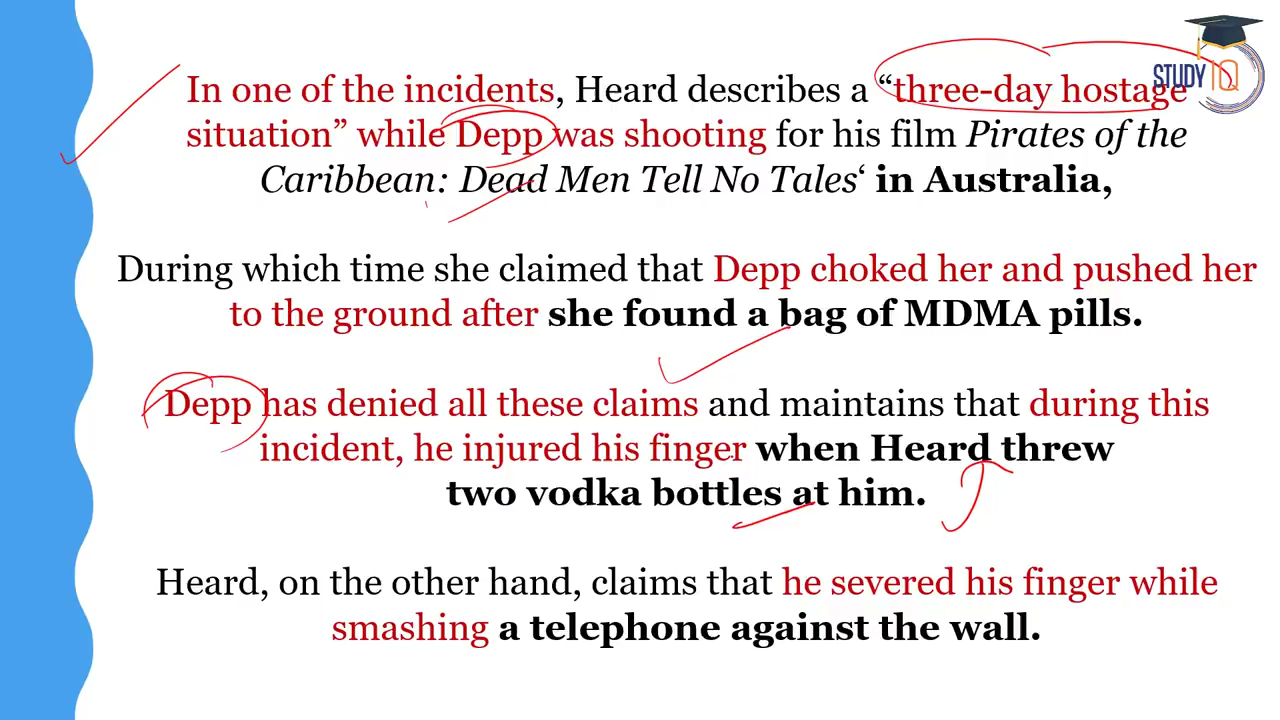 STUDY IQ
In one of the incidents, Heard describes a “three-day hostage
situation” while Depp was shooting for his film Pirates of the
Caribbean: Dead Men Tell No Tales‘ in Australia,
During which time she claimed that Depp choked her and pushed her
to the ground after she found a bag of MDMA pills.
Depp has denied all these claims and maintains that during this
incident, he injured his finger when Heard threw
two vodka bottles at him.
Heard, on the other hand, claims that he severed his finger while
smashing a telephone against the wall.